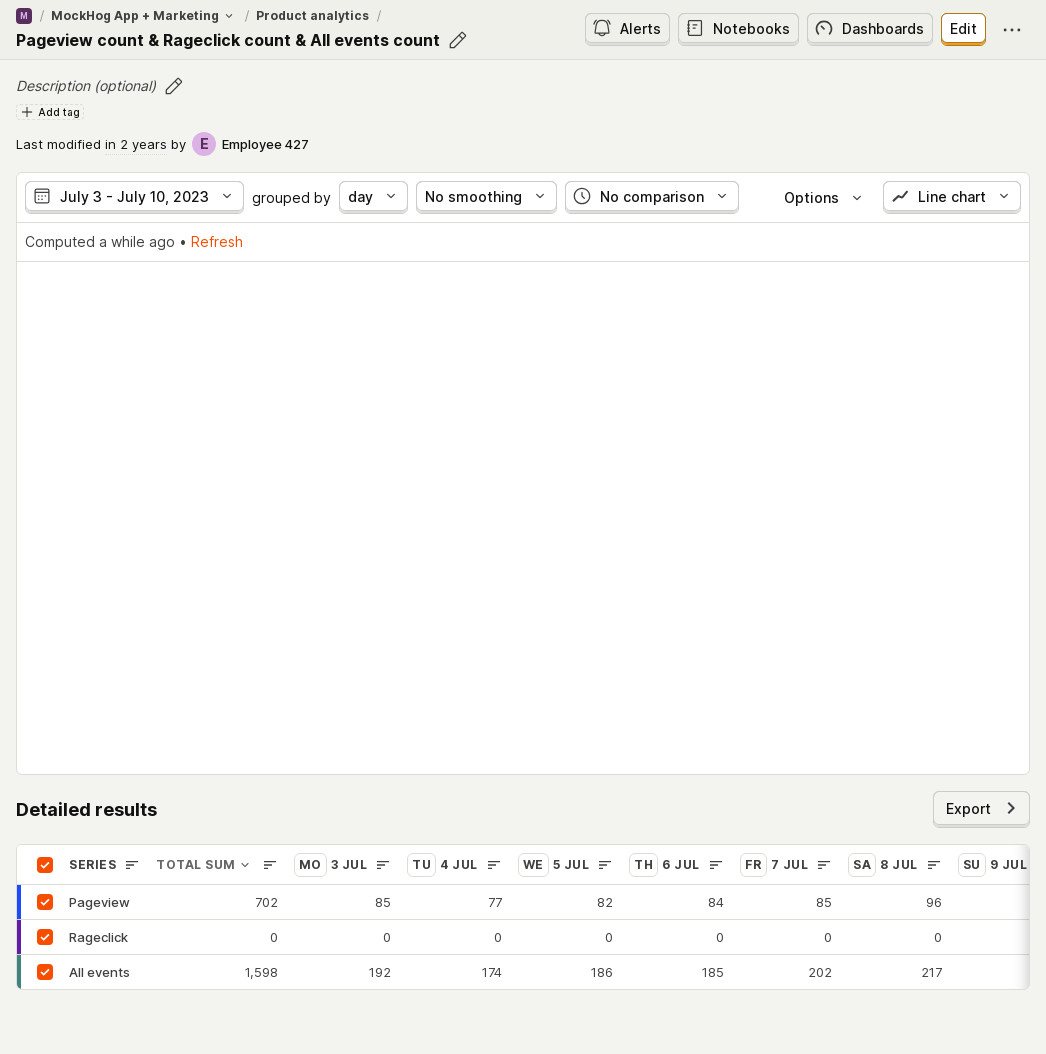 M / MockHog App + Marketing / Product analytics /
Pageview count & Rageclick count & All events count
Alerts Notebooks Dashboards Edit
Description (optional)
Add tag
Last modified in 2 years by E Employee 427
July 3 - July 10, 2023 grouped by day No smoothing No comparison Options Line chart
Computed a while ago • Refresh
Detailed results
Export
SERIES TOTAL SUM MO 3 JUL TU 4 JUL WE 5 JUL TH 6 JUL FR 7 JUL SA 8 JUL SU 9 JUL
Pageview 702 85 77 82 84 85 96
Rageclick 0 0 0 0 0 0 0
All events 1,598 192 174 186 185 202 217